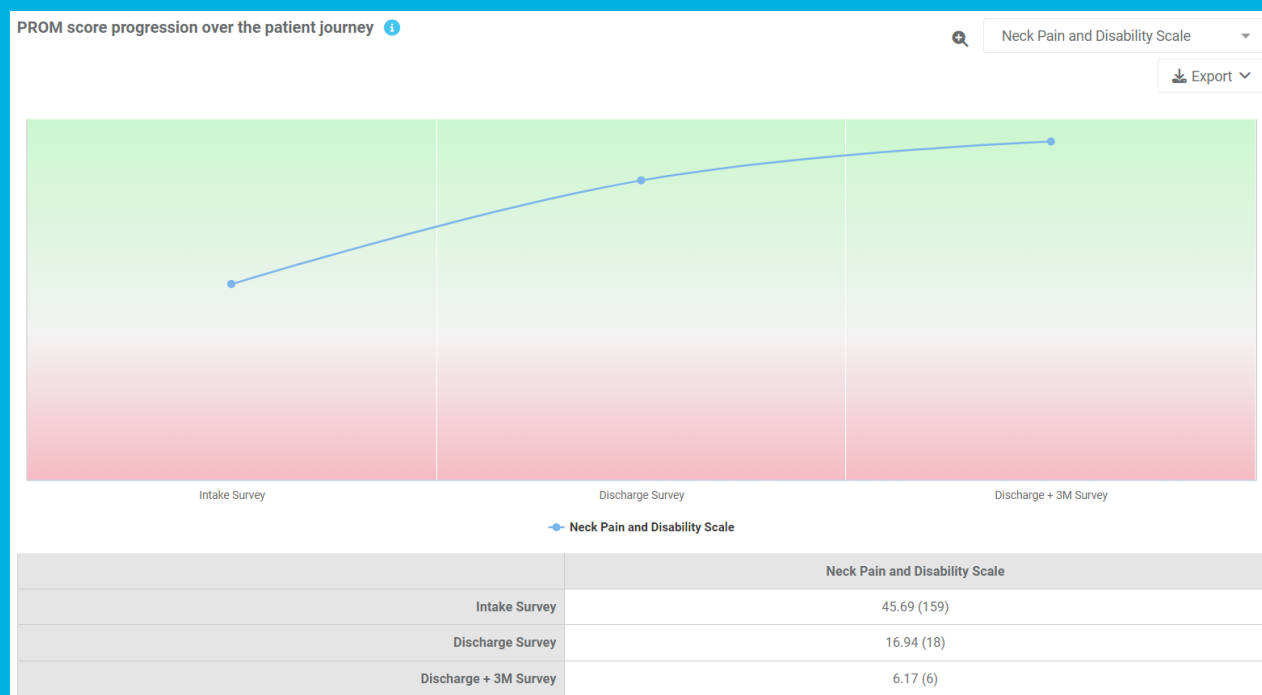 PROM score progression over the patient journey
Neck Pain and Disability Scale
Export
Intake Survey
Discharge Survey
Discharge + 3M Survey
Neck Pain and Disability Scale
Neck Pain and Disability Scale
Intake Survey 45.69 (159)
Discharge Survey 16.94 (18)
Discharge + 3M Survey 6.17 (6)